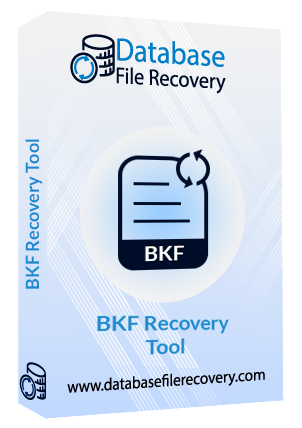 Database
File Recovery
BKF Recovery Tool
BKF
BKF Recovery
Tool
www.databasefilerecovery.com